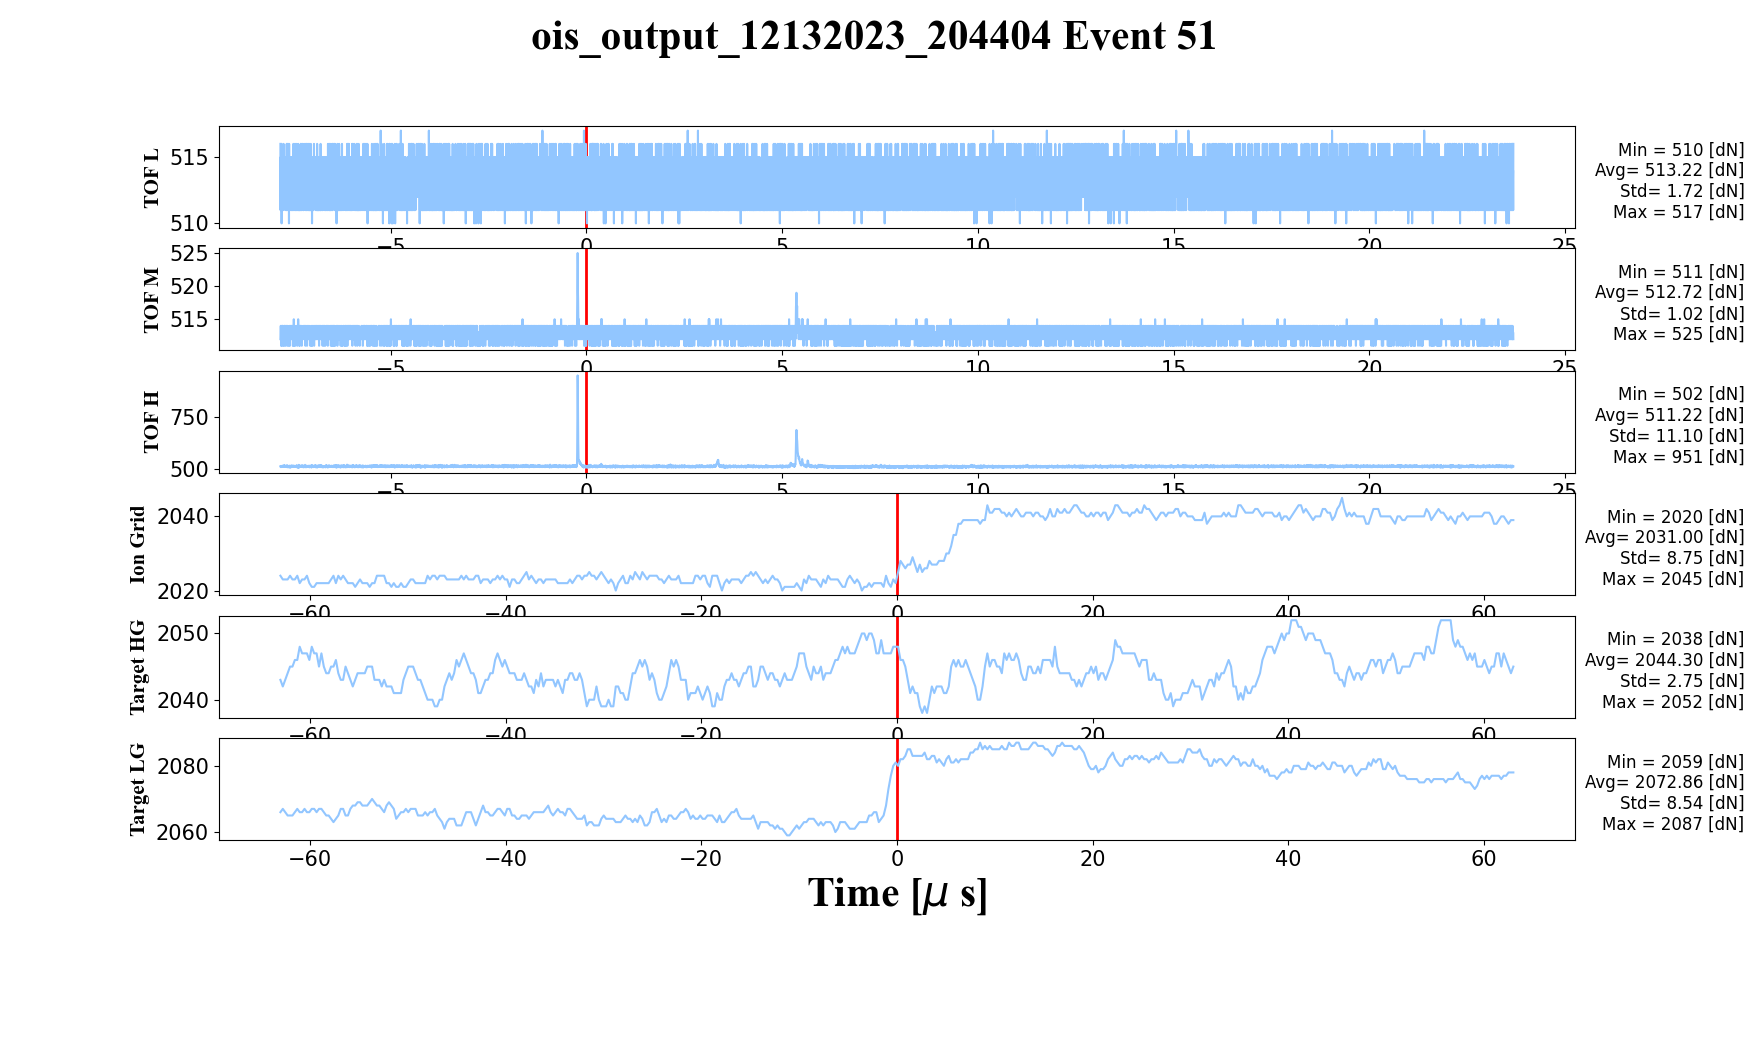 ois_output_12132023_204404 Event 51
TOF L
515
510
−5
0
5
10
15
20
25
Min = 510 [dN]
Avg= 513.22 [dN]
Std= 1.72 [dN]
Max = 517 [dN]
TOF M
525
520
515
−5
0
5
10
15
20
25
Min = 511 [dN]
Avg= 512.72 [dN]
Std= 1.02 [dN]
Max = 525 [dN]
TOF H
750
500
−5
0
5
10
15
20
25
Min = 502 [dN]
Avg= 511.22 [dN]
Std= 11.10 [dN]
Max = 951 [dN]
Ion Grid
2040
2020
−60
−40
−20
0
20
40
60
Min = 2020 [dN]
Avg= 2031.00 [dN]
Std= 8.75 [dN]
Max = 2045 [dN]
Target HG
2050
2040
−60
−40
−20
0
20
40
60
Min = 2038 [dN]
Avg= 2044.30 [dN]
Std= 2.75 [dN]
Max = 2052 [dN]
Target LG
2080
2060
−60
−40
−20
0
20
40
60
Min = 2059 [dN]
Avg= 2072.86 [dN]
Std= 8.54 [dN]
Max = 2087 [dN]
Time [μ s]